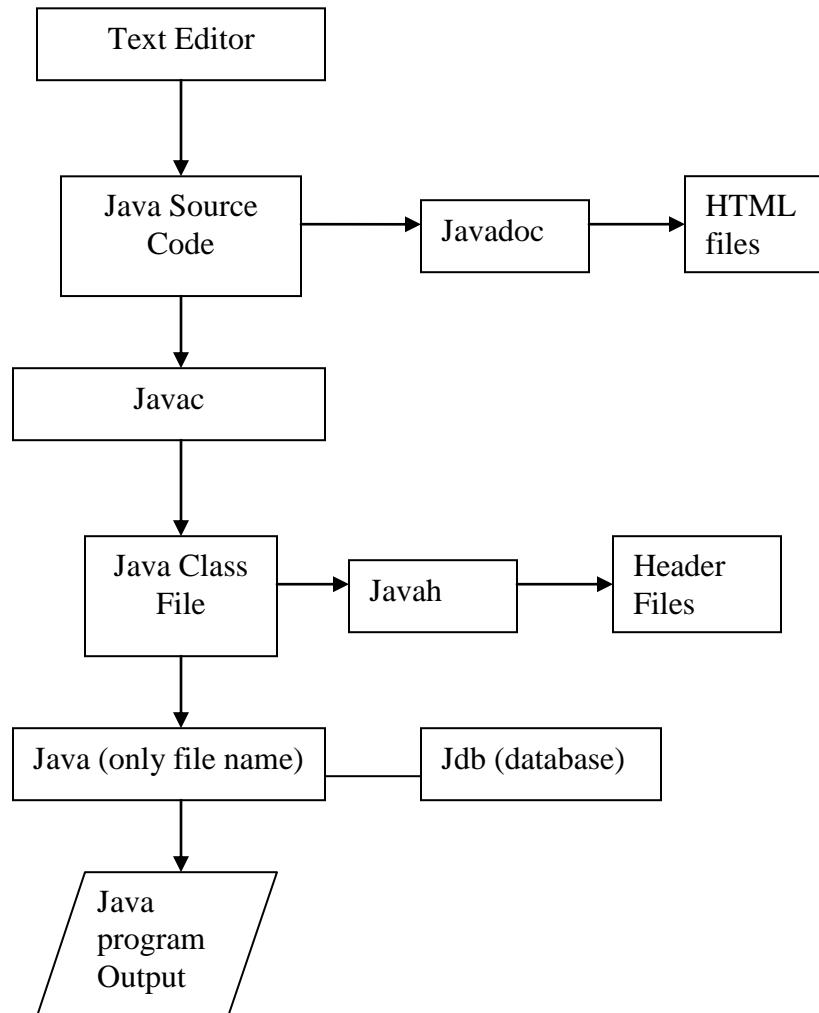 Text Editor
Java Source
Code
Javadoc
HTML
files
Javac
Java Class
File
Javah
Header
Files
Java (only file name)
Jdb (database)
Java
program
Output